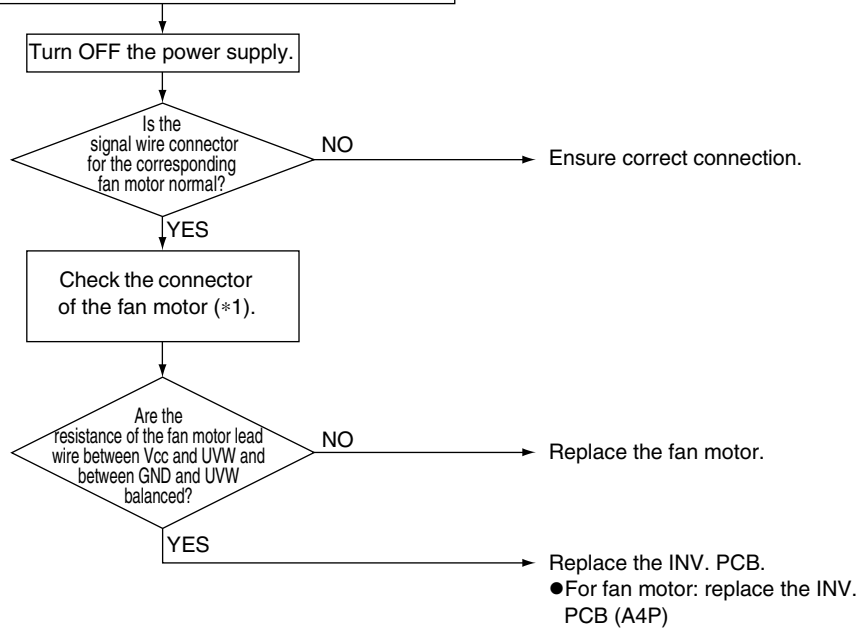 Turn OFF the power supply.
Is the
signal wire connector
for the corresponding
fan motor normal?
NO
Ensure correct connection.
YES
Check the connector
of the fan motor (*1).
Are the
resistance of the fan motor lead
wire between Vcc and UVW and
between GND and UVW
balanced?
NO
Replace the fan motor.
YES
Replace the INV. PCB.
●For fan motor: replace the INV.
PCB (A4P)